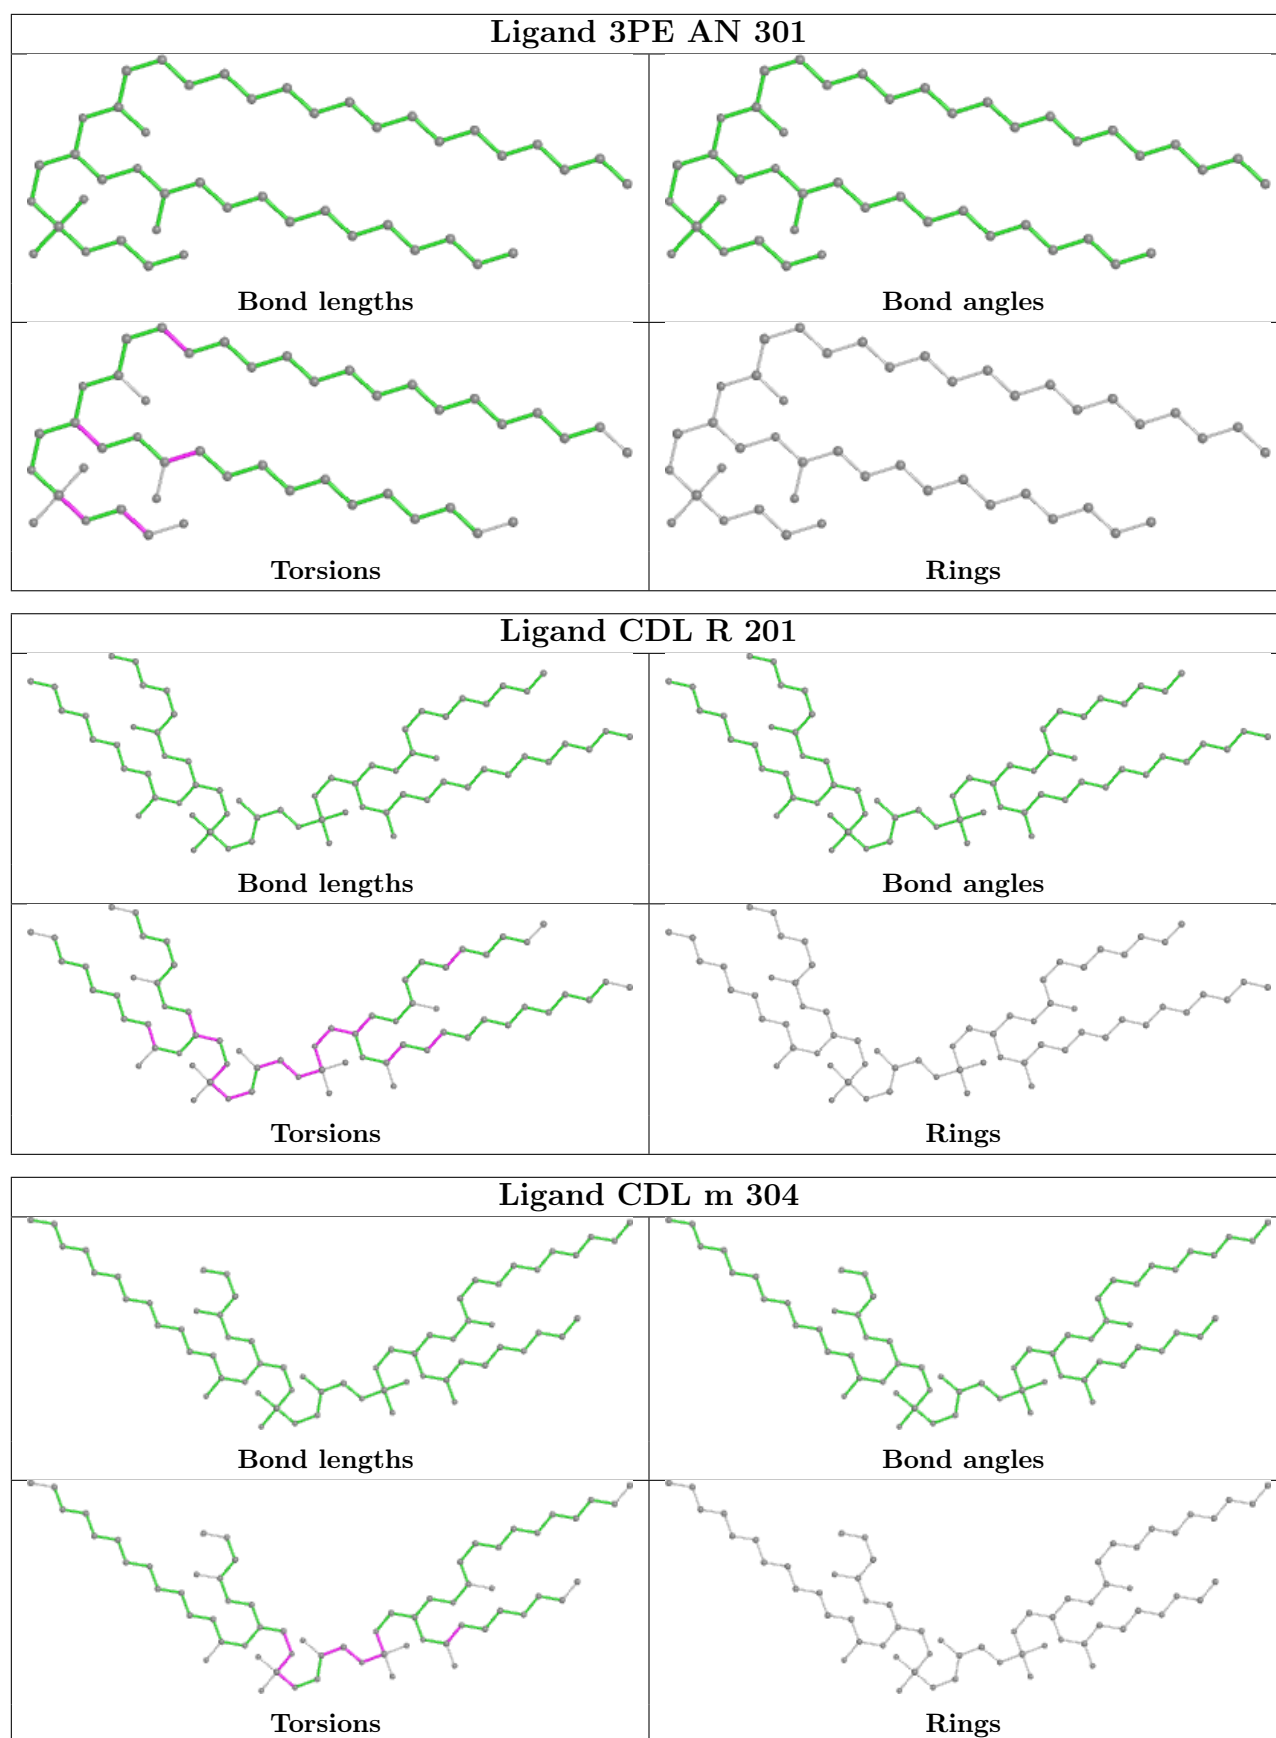 Ligand 3PE AN 301
Bond lengths
Bond angles
Torsions
Rings
Ligand CDL R 201
Bond lengths
Bond angles
Torsions
Rings
Ligand CDL m 304
Bond lengths
Bond angles
Torsions
Rings